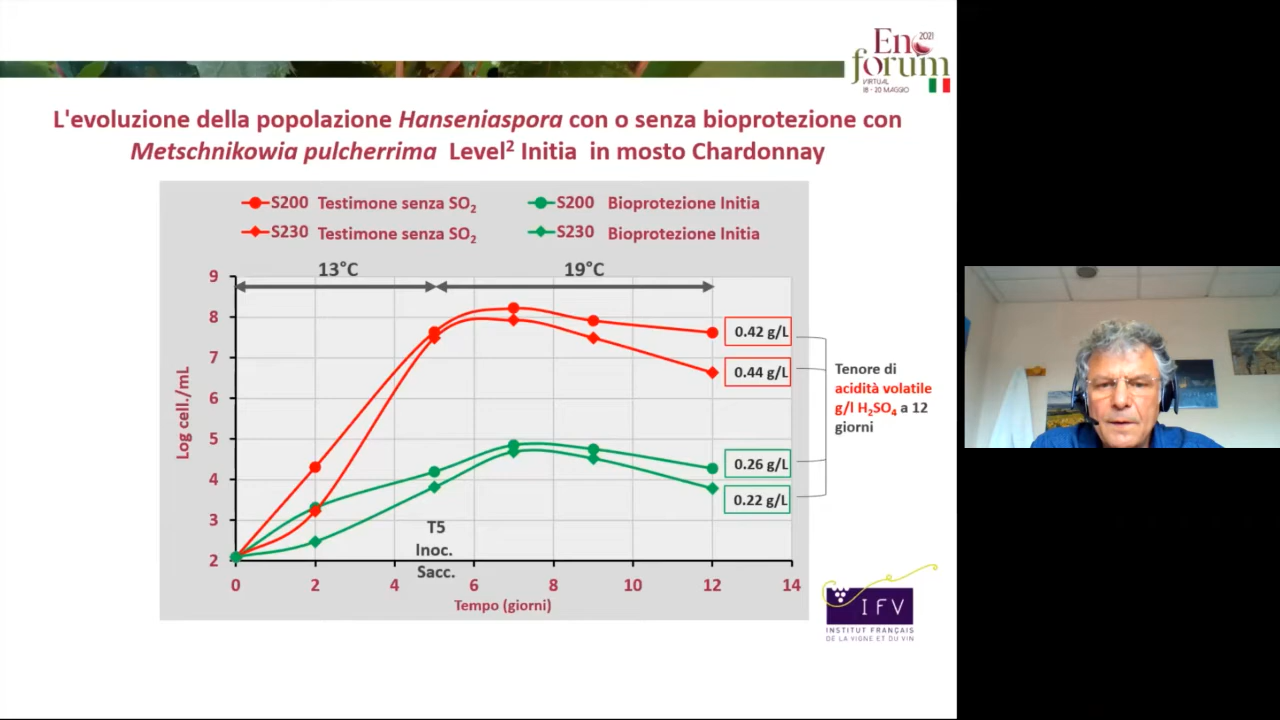 En 2021
forum
VIRTUAL
18 - 20 MAGGIO
L'evoluzione della popolazione Hanseniaspora con o senza bioprotezione con
Metschnikowia pulcherrima Level² Initia in mosto Chardonnay
S200 Testimone senza SO₂ S200 Bioprotezione Initia
S230 Testimone senza SO₂ S230 Bioprotezione Initia
13°C 19°C
9
8
7
6
5
4
3
2
Log cell./mL
0.42 g/L
0.44 g/L
0.26 g/L
0.22 g/L
Tenore di
acidità volatile
g/l H₂SO₄ a 12
giorni
T5
Inoc.
Sacc.
0 2 4 6 8 10 12 14
Tempo (giorni)
IFV
INSTITUT FRANÇAIS
DE LA VIGNE ET DU VIN